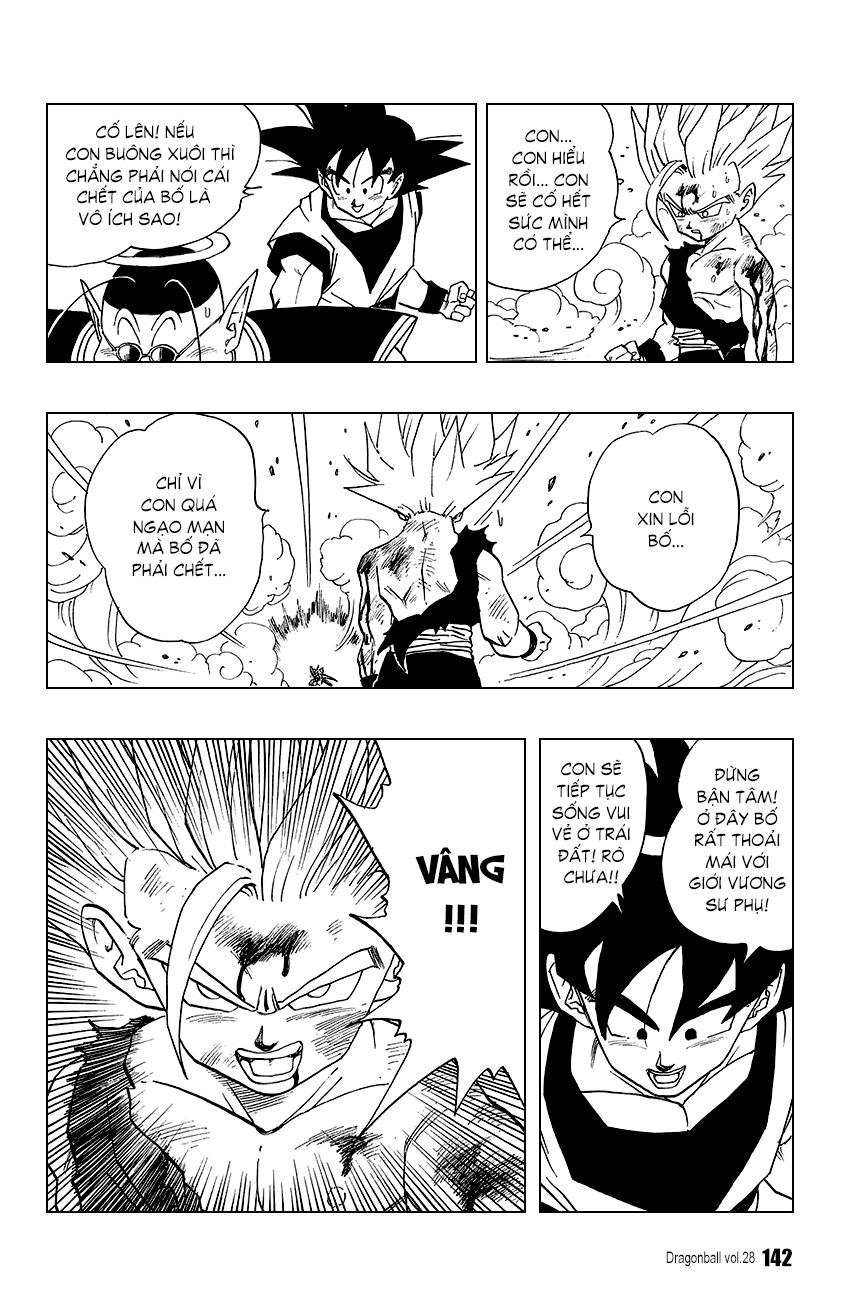 CON...
CON HIỂU
RỒI... CON
SẼ CỐ HẾT
SỨC MÌNH
CÓ THỂ...
CỐ LÊN! NẾU
CON BUÔNG XUÔI THÌ
CHẲNG PHẢI NÓI CÁI
CHẾT CỦA BỐ LÀ
VÔ ÍCH SAO!
CON
XIN LỒI
BỐ...
CHỈ VÌ
CON QUÁ
NGẠO MẠN
MÀ BỐ ĐÃ
PHẢI CHẾT...
ĐỪNG
BẬN TÂM!
Ở ĐÂY BỐ
RẤT THOẢI
MÁI VỚI
GIỚI VƯƠNG
SƯ PHỤ!
CON SẼ
TIẾP TỤC
SỐNG VUI
VẺ Ở TRÁI
ĐẤT! RÕ
CHƯA!!
VÂNG
!!!
Dragonball vol.28 142